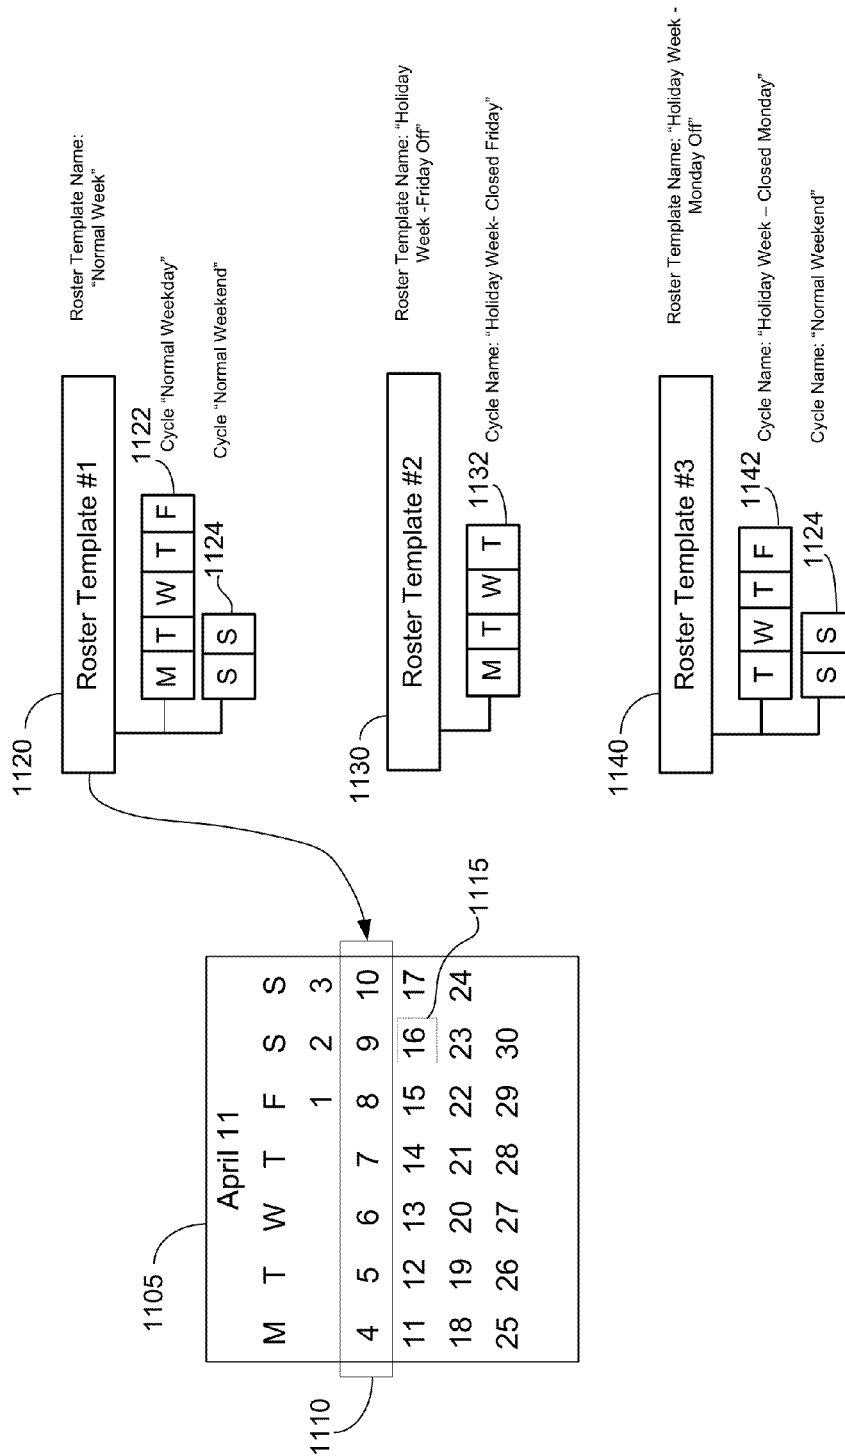 1105
April 11
M T W T F S S
1 2 3
4 5 6 7 8 9 10
11 12 13 14 15 16 17
18 19 20 21 22 23 24
25 26 27 28 29 30
1110
1115
1120
Roster Template #1
Roster Template Name:
“Normal Week”
M T W T F
1122
Cycle “Normal Weekday”
S S
1124
Cycle “Normal Weekend”
1130
Roster Template #2
Roster Template Name: “Holiday
Week -Friday Off”
M T W T
1132
Cycle Name: “Holiday Week- Closed Friday”
1140
Roster Template #3
Roster Template Name: “Holiday Week -
Monday Off”
T W T F
1142
Cycle Name: “Holiday Week – Closed Monday”
S S
1124
Cycle Name: “Normal Weekend”